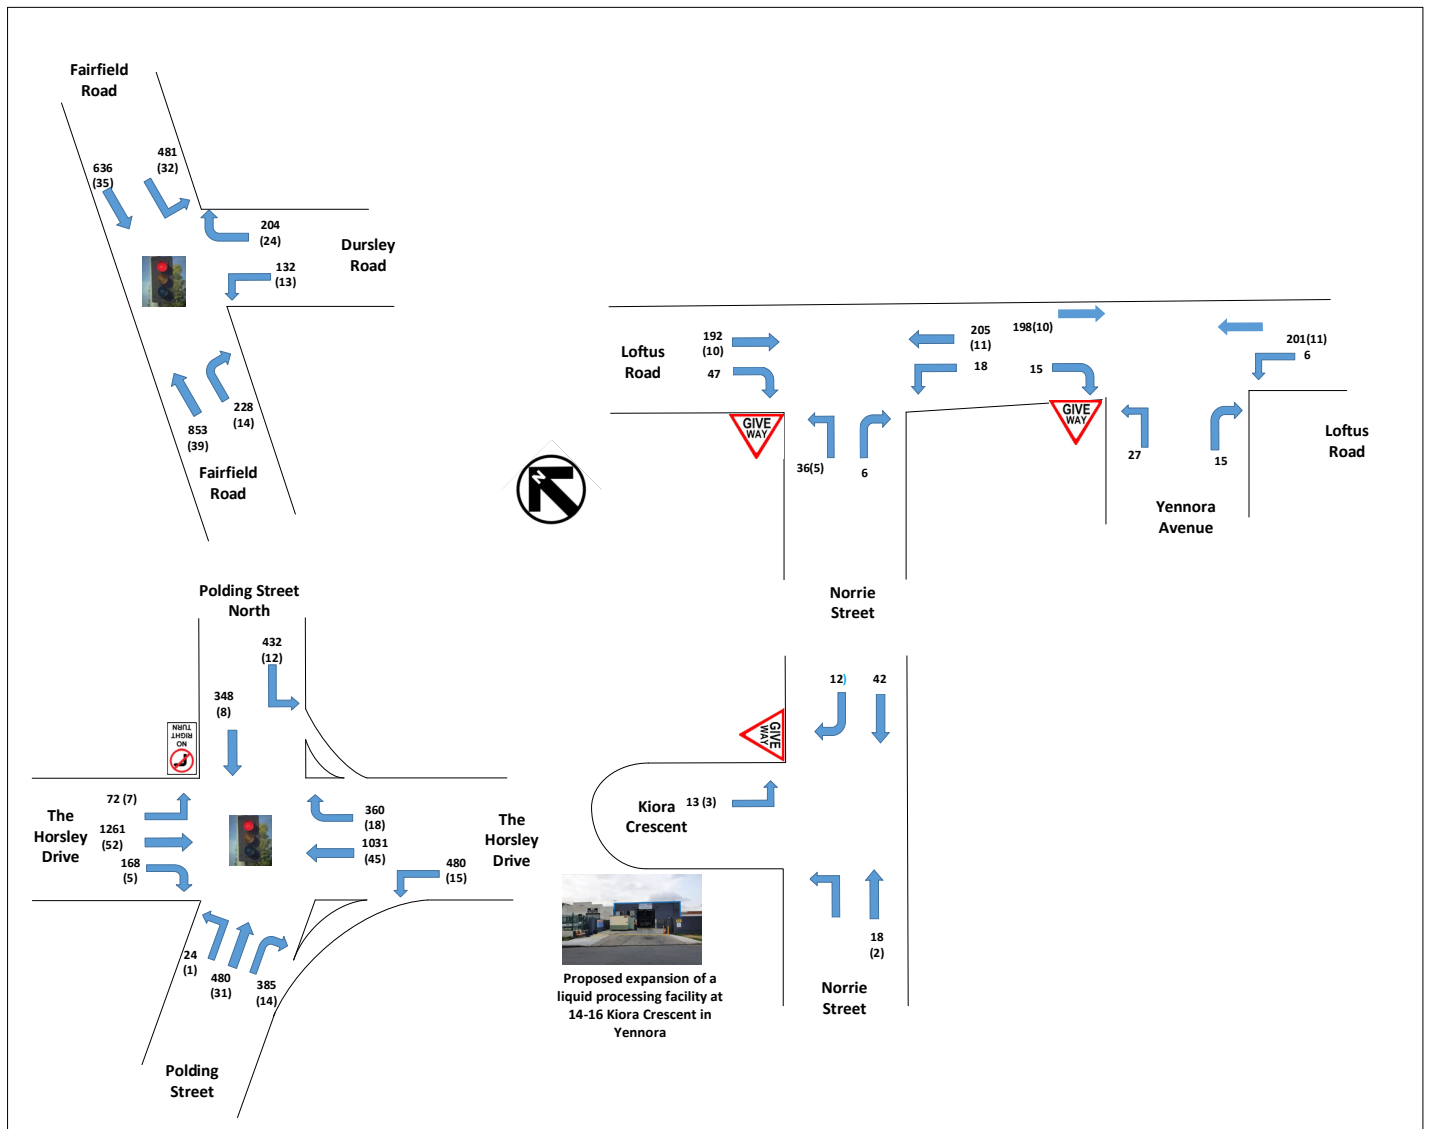 Fairfield
Road
481
(32)
636
(35)
204
(24)
Dursley
Road
132
(13)
228
(14)
853
(39)
Fairfield
Road
192
(10)
Loftus
Road
47
205
(11)
18
198(10)
15
201(11)
6
GIVE
WAY
GIVE
WAY
36(5)
6
27
15
Loftus
Road
Yennora
Avenue
N
Norrie
Street
Polding Street
North
432
(12)
348
(8)
NO
RIGHT
TURN
72 (7)
The
Horsley
Drive
1261
(52)
168
(5)
360
(18)
1031
(45)
The
Horsley
Drive
480
(15)
24
(1)
480
(31)
385
(14)
Polding
Street
12)
42
GIVE
WAY
Kiora
Crescent
13 (3)
18
(2)
Norrie
Street
Proposed expansion of a
liquid processing facility at
14-16 Kiora Crescent in
Yennora